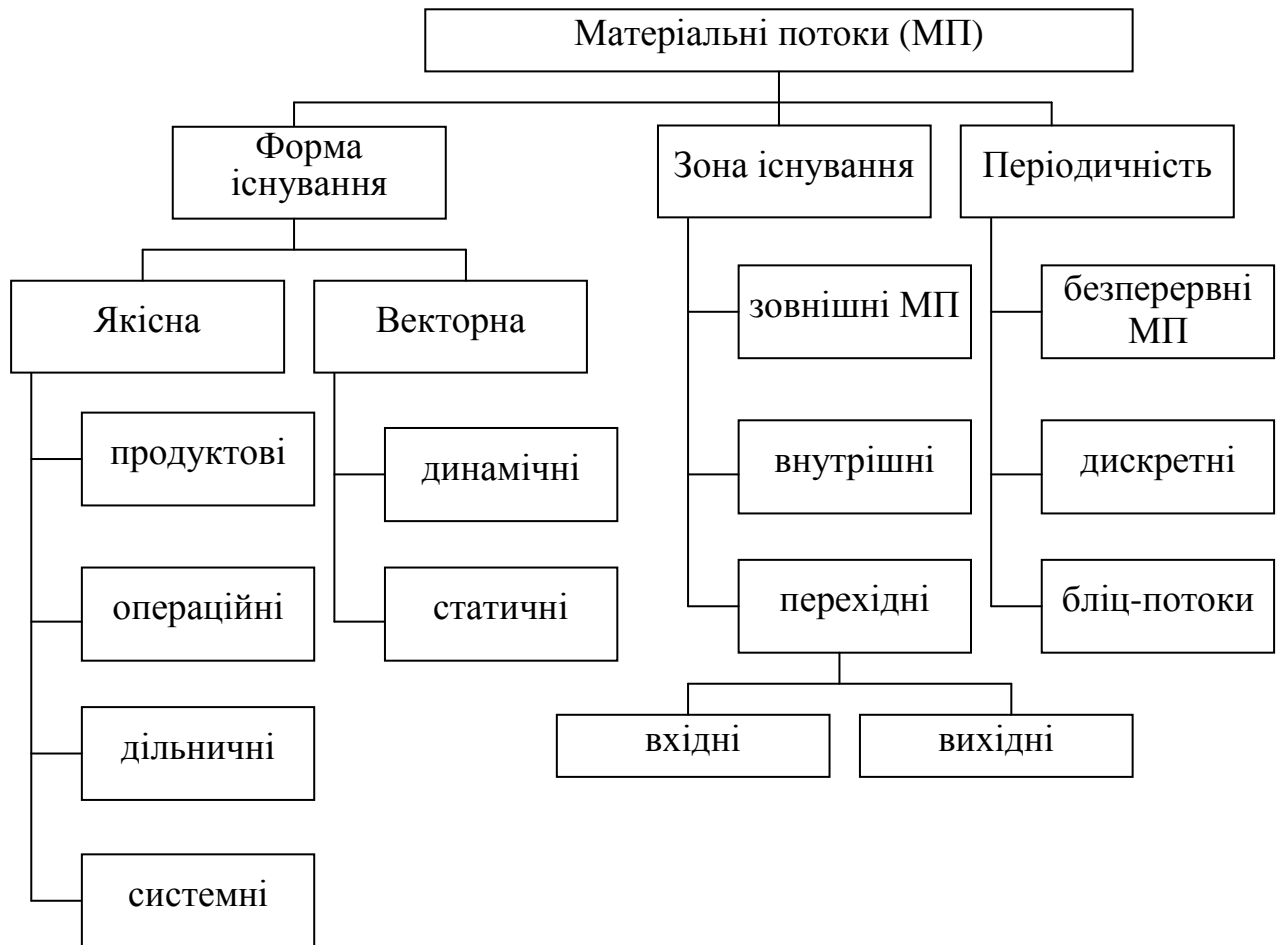 Матеріальні потоки (МП)
Форма
існування
Зона існування
Періодичність
Якісна
Векторна
зовнішні МП
безперервні
МП
продуктові
динамічні
внутрішні
дискретні
операційні
статичні
перехідні
бліц-потоки
дільничні
вхідні
вихідні
системні